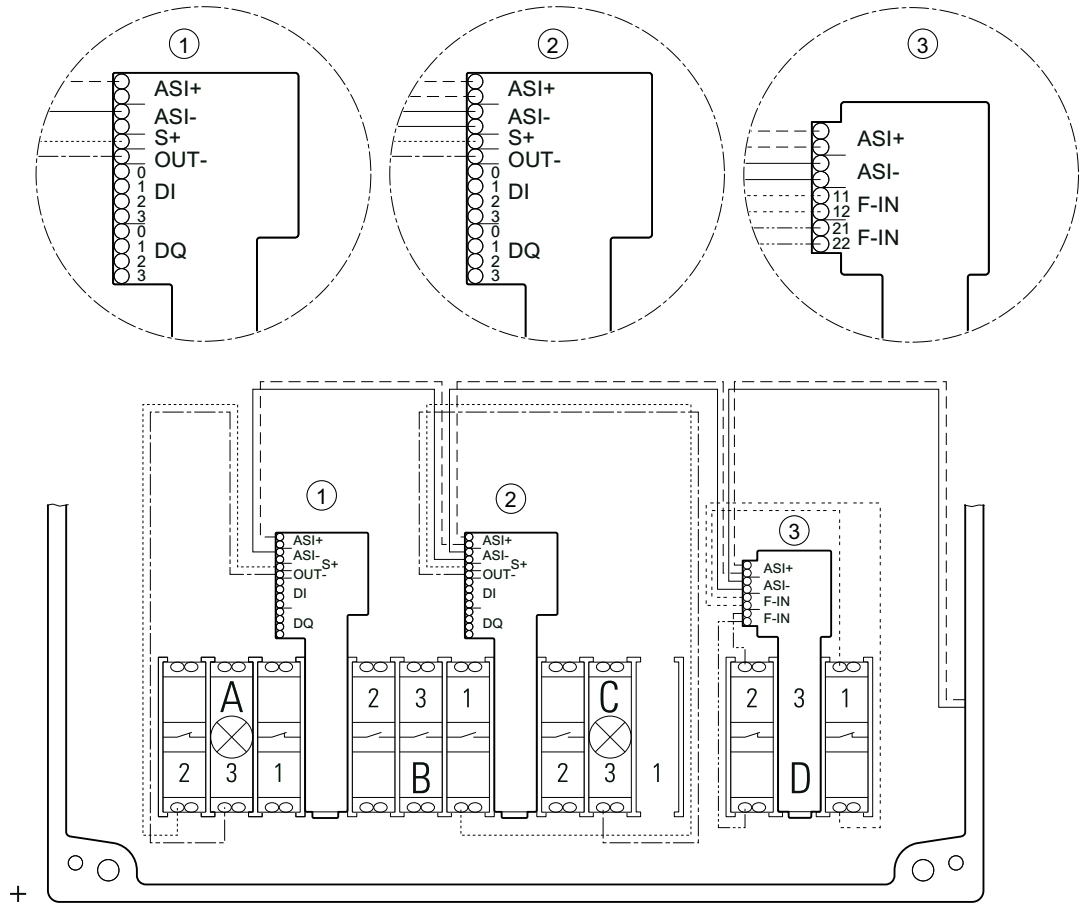 1
ASI+
ASI-
S+
OUT-
0
1 DI
2
3
0
1 DQ
2
3
2
ASI+
ASI-
S+
OUT-
0
1 DI
2
3
0
1 DQ
2
3
3
ASI+
ASI-
11 F-IN
12
21 F-IN
22
1
ASI+
ASI-
S+
OUT-
DI
DQ
2
ASI+
ASI-
S+
OUT-
DI
DQ
3
ASI+
ASI-
F-IN
F-IN
A
2 3 1
2 3 1
B
C
2 3 1
2 3 1
D
+